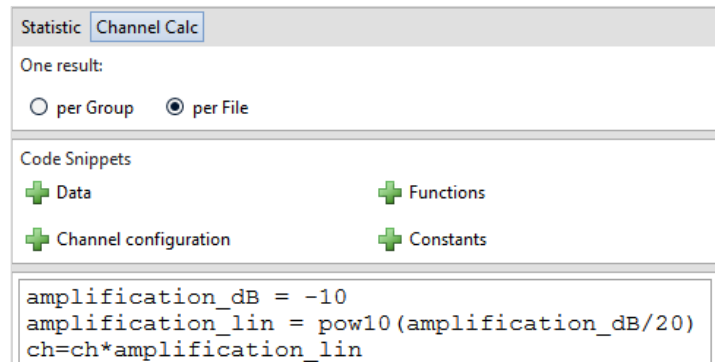 Statistic Channel Calc
One result:
per Group per File
Code Snippets
Data Functions
Channel configuration Constants
amplification_dB = -10
amplification_lin = pow10(amplification_dB/20)
ch=ch*amplification_lin